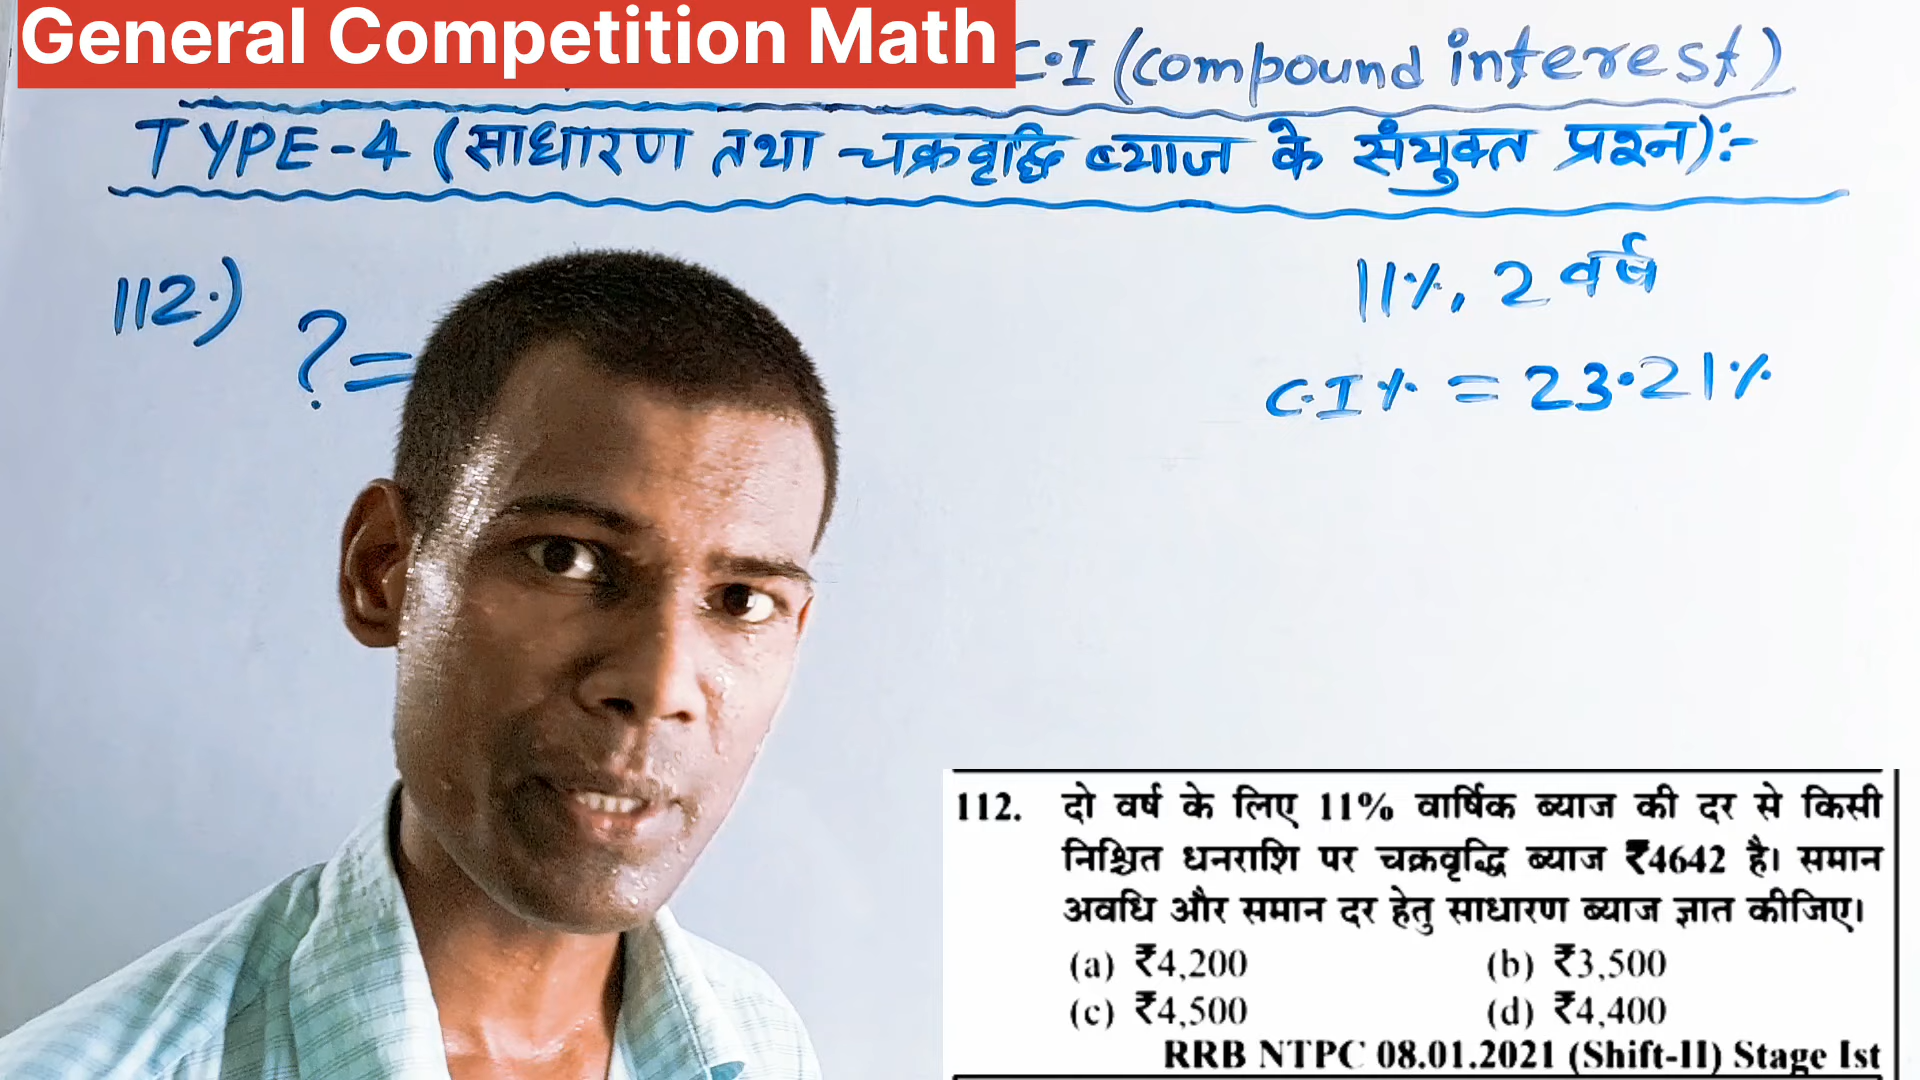 General Competition Math
C.I (compound interest)
TYPE-4 (साधारण तथा चक्रवृद्धि ब्याज के संयुक्त प्रश्न):-
112.)
? =
11%, 2 वर्ष
C.I % = 23.21%
112. दो वर्ष के लिए 11% वार्षिक ब्याज की दर से किसी
निश्चित धनराशि पर चक्रवृद्धि ब्याज ₹4642 है। समान
अवधि और समान दर हेतु साधारण ब्याज ज्ञात कीजिए।
(a) ₹4,200 (b) ₹3,500
(c) ₹4,500 (d) ₹4,400
RRB NTPC 08.01.2021 (Shift-II) Stage Ist